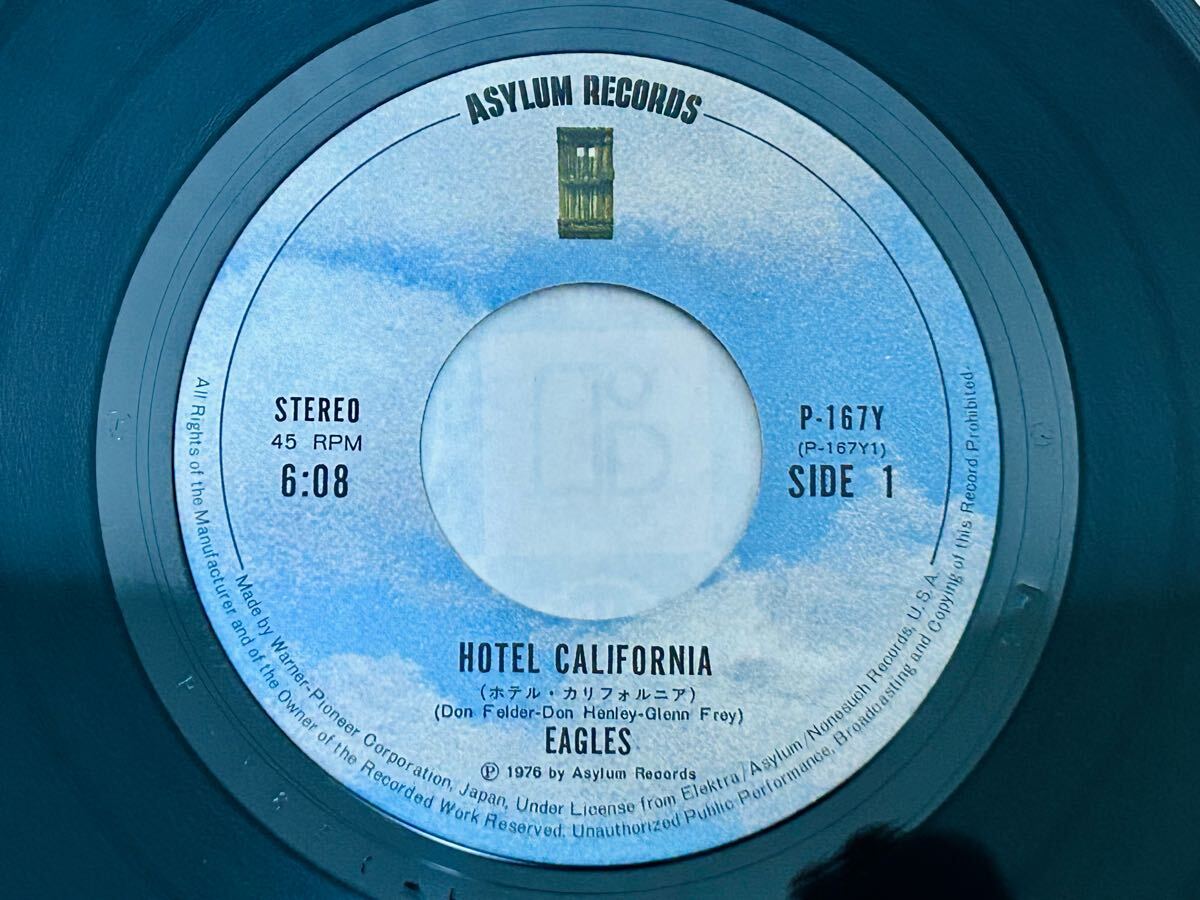 ASYLUM RECORDS
STEREO
45 RPM
6:08
P-167Y
(P-167Y1)
SIDE 1
HOTEL CALIFORNIA
(ホテル・カリフォルニア)
(Don Felder-Don Henley-Glenn Frey)
EAGLES
Ⓟ 1976 by Asylum Records
Made by Warner-Pioneer Corporation, Japan, Under License from Elektra/Asylum/Nonesuch Records, U.S.A.
All Rights of the Manufacturer and of the Owner of the Recorded Work Reserved. Unauthorized Public Performance, Broadcasting and Copying of this Record Prohibited.